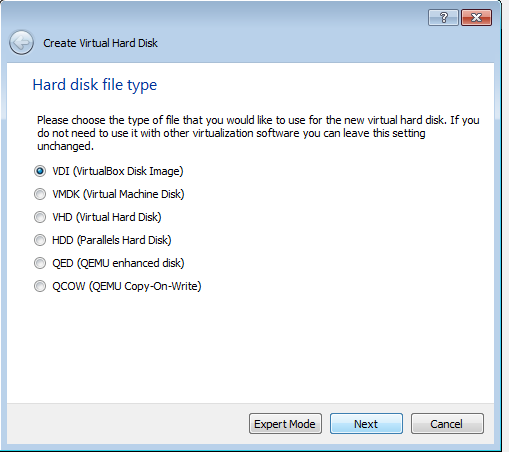 Create Virtual Hard Disk
Hard disk file type
Please choose the type of file that you would like to use for the new virtual hard disk. If you
do not need to use it with other virtualization software you can leave this setting
unchanged.
VDI (VirtualBox Disk Image)
VMDK (Virtual Machine Disk)
VHD (Virtual Hard Disk)
HDD (Parallels Hard Disk)
QED (QEMU enhanced disk)
QCOW (QEMU Copy-On-Write)
Expert Mode
Next
Cancel